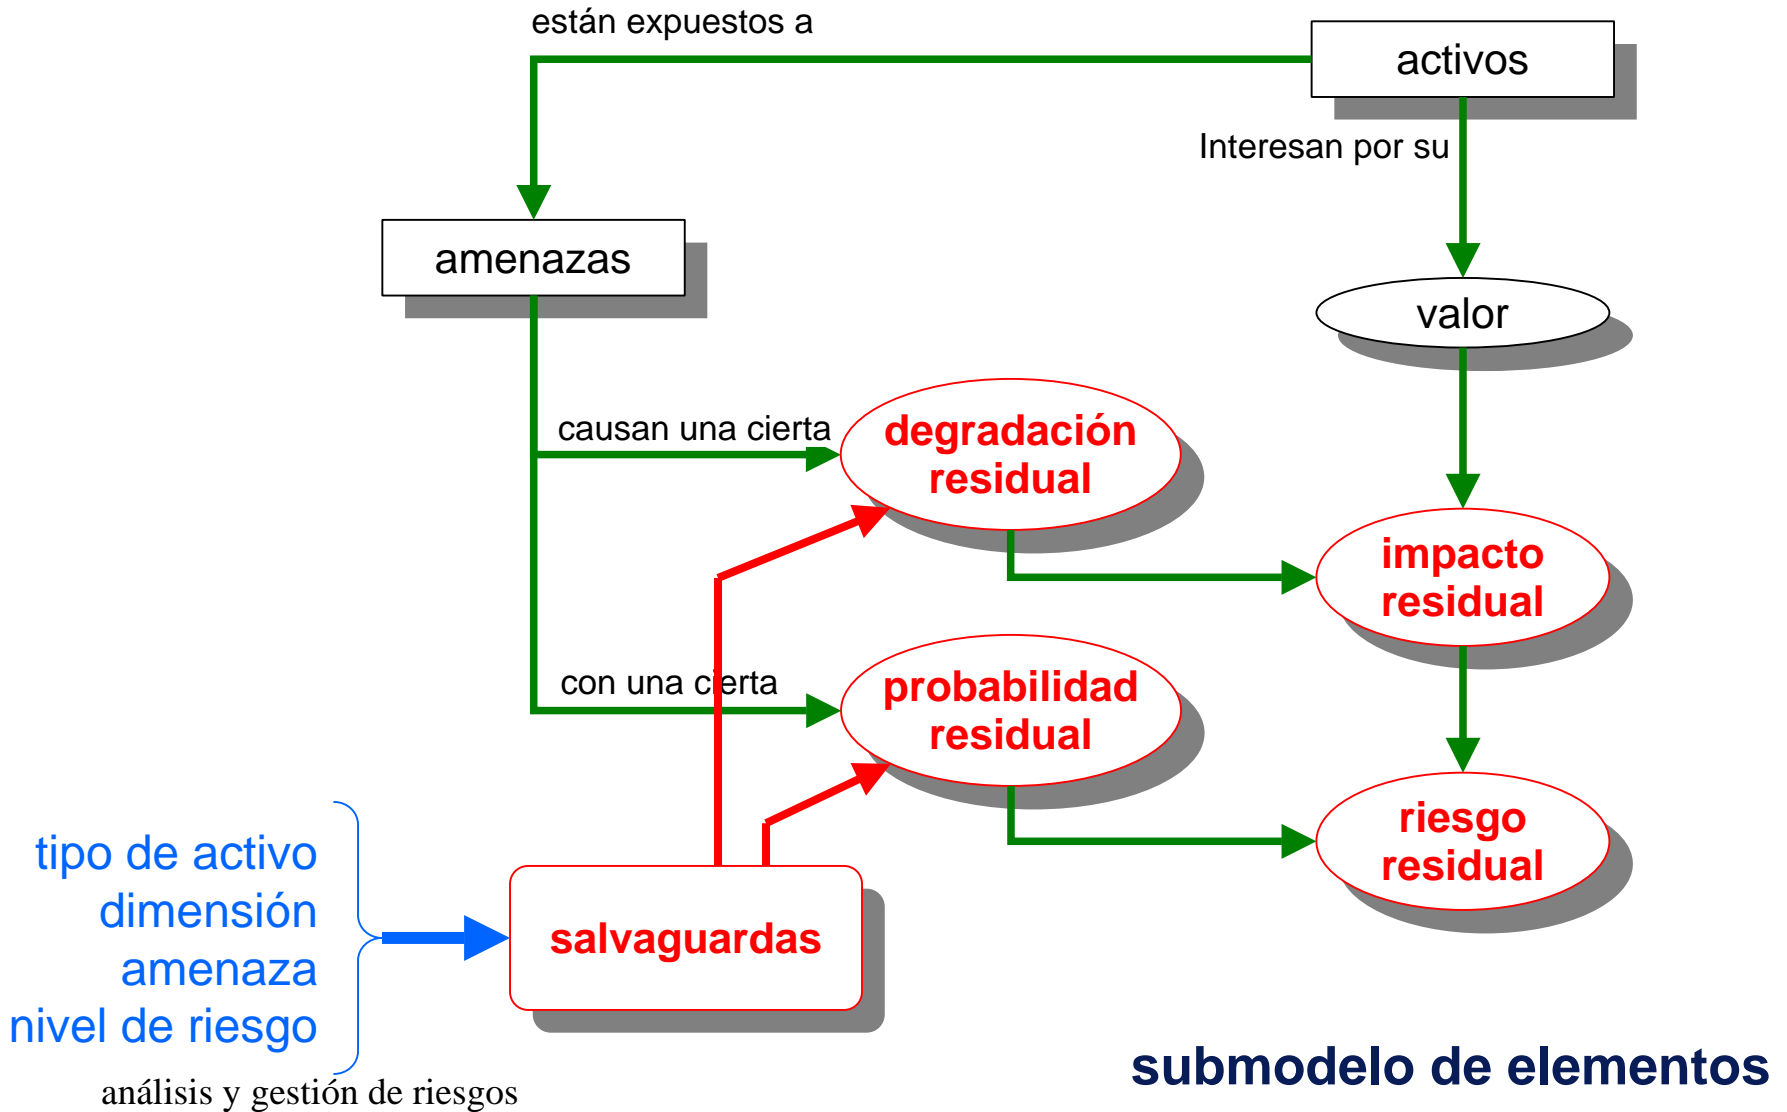 están expuestos a
activos
Interesan por su
amenazas
valor
causan una cierta
degradación
residual
impacto
residual
con una cierta
probabilidad
residual
riesgo
residual
tipo de activo
dimensión
amenaza
nivel de riesgo
salvaguardas
submodelo de elementos
análisis y gestión de riesgos